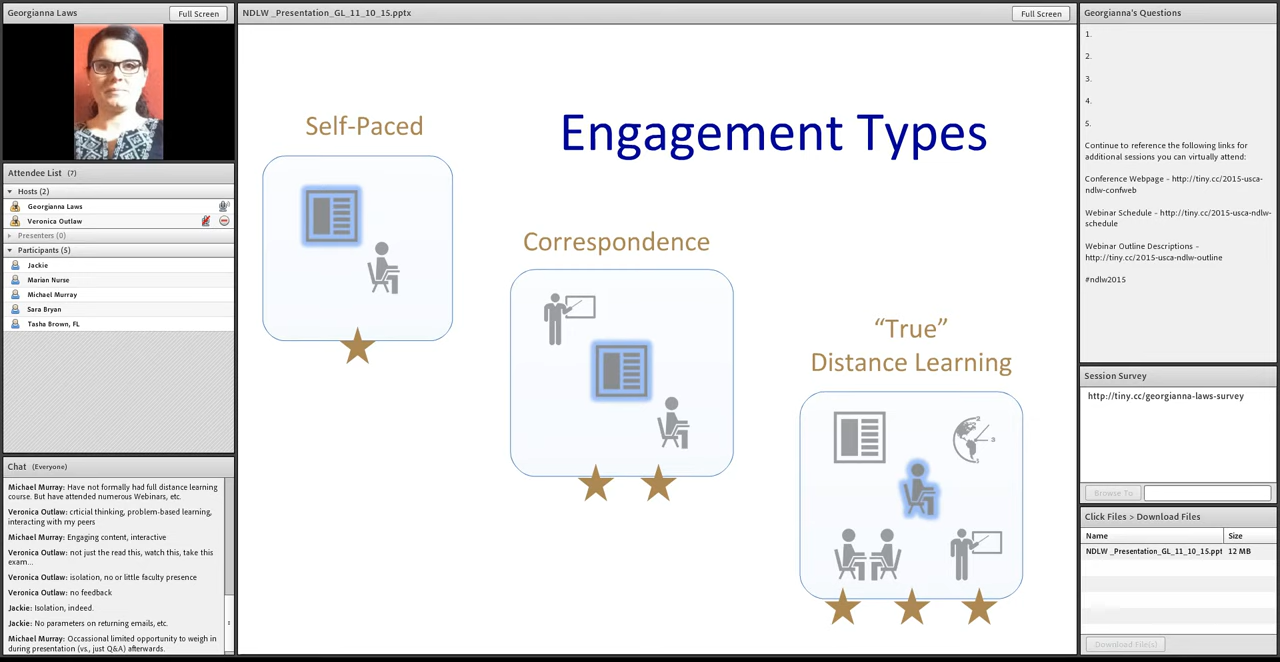 Georgianna Laws
Full Screen
Attendee List (7)
Hosts (2)
Georgianna Laws
Veronica Outlaw
Presenters (0)
Participants (5)
Jackie
Marian Nurse
Michael Murray
Sara Bryan
Tasha Brown, FL
Chat (Everyone)
Michael Murray: Have not formally had full distance learning
course. But have attended numerous Webinars, etc.
Veronica Outlaw: crticial thinking, problem-based learning,
interacting with my peers
Michael Murray: Engaging content, interactive
Veronica Outlaw: not just the read this, watch this, take this
exam...
Veronica Outlaw: isolation, no or little faculty presence
Veronica Outlaw: no feedback
Jackie: Isolation, indeed.
Jackie: No parameters on returning emails, etc.
Michael Murray: Occassional limited opportunity to weigh in
during presentation (vs., just Q&A) afterwards.
NDLW _Presentation_GL_11_10_15.pptx
Full Screen
Engagement Types
Self-Paced
Correspondence
“True”
Distance Learning
2
3
1
Georgianna's Questions
1.
2.
3.
4.
5.
Continue to reference the following links for
additional sessions you can virtually attend:
Conference Webpage - http://tiny.cc/2015-usca-
ndlw-confweb
Webinar Schedule - http://tiny.cc/2015-usca-ndlw-
schedule
Webinar Outline Descriptions -
http://tiny.cc/2015-usca-ndlw-outline
#ndlw2015
Session Survey
http://tiny.cc/georgianna-laws-survey
Browse To
Click Files > Download Files
Name Size
NDLW _Presentation_GL_11_10_15.ppt 12 MB
Download File(s)